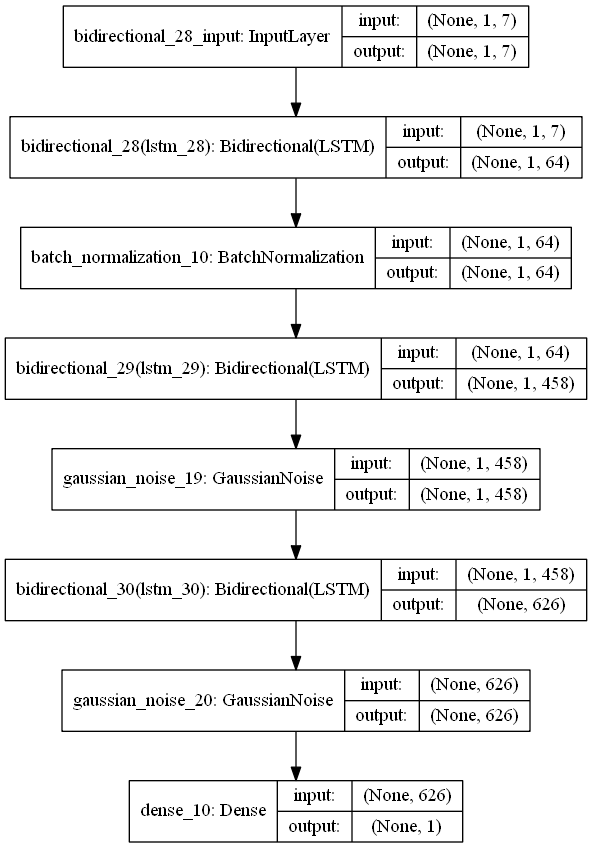 bidirectional_28_input: InputLayer
input: (None, 1, 7)
output: (None, 1, 7)
bidirectional_28(lstm_28): Bidirectional(LSTM)
input: (None, 1, 7)
output: (None, 1, 64)
batch_normalization_10: BatchNormalization
input: (None, 1, 64)
output: (None, 1, 64)
bidirectional_29(lstm_29): Bidirectional(LSTM)
input: (None, 1, 64)
output: (None, 1, 458)
gaussian_noise_19: GaussianNoise
input: (None, 1, 458)
output: (None, 1, 458)
bidirectional_30(lstm_30): Bidirectional(LSTM)
input: (None, 1, 458)
output: (None, 626)
gaussian_noise_20: GaussianNoise
input: (None, 626)
output: (None, 626)
dense_10: Dense
input: (None, 626)
output: (None, 1)